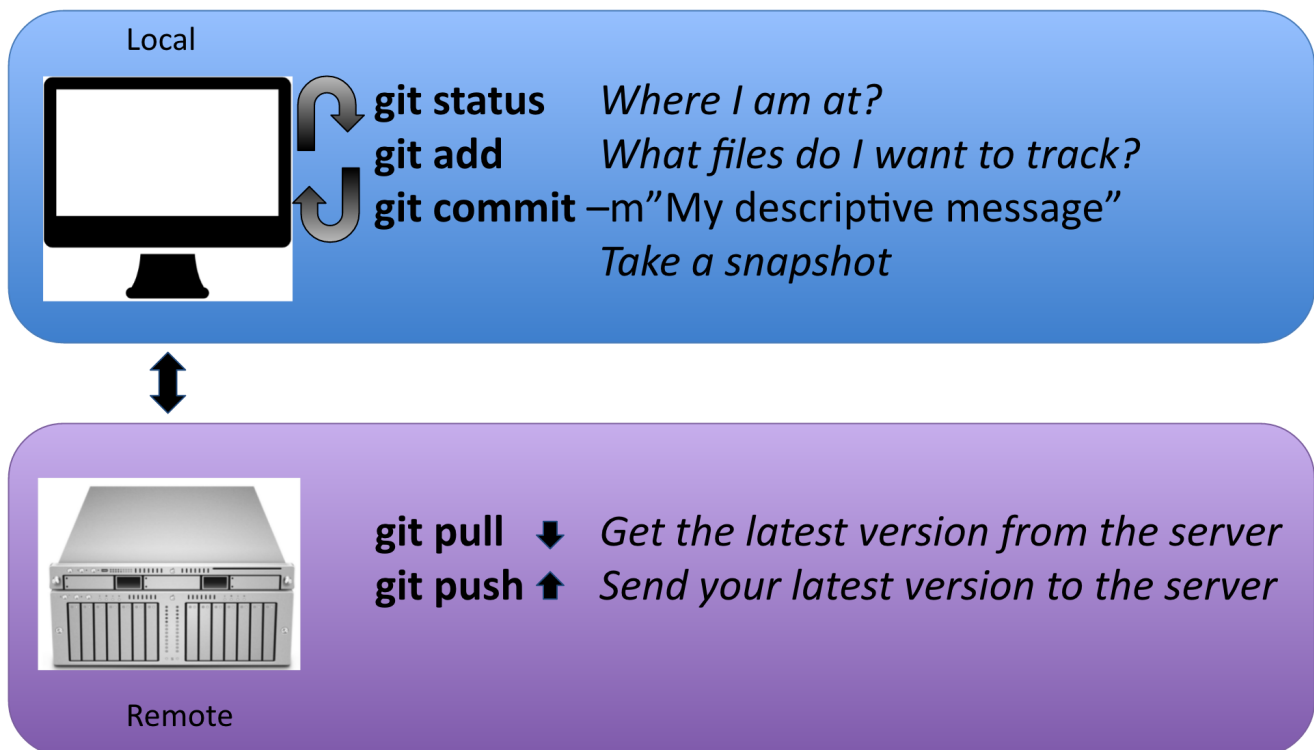 Local
git status Where I am at?
git add What files do I want to track?
git commit –m”My descriptive message”
Take a snapshot
git pull Get the latest version from the server
git push Send your latest version to the server
Remote